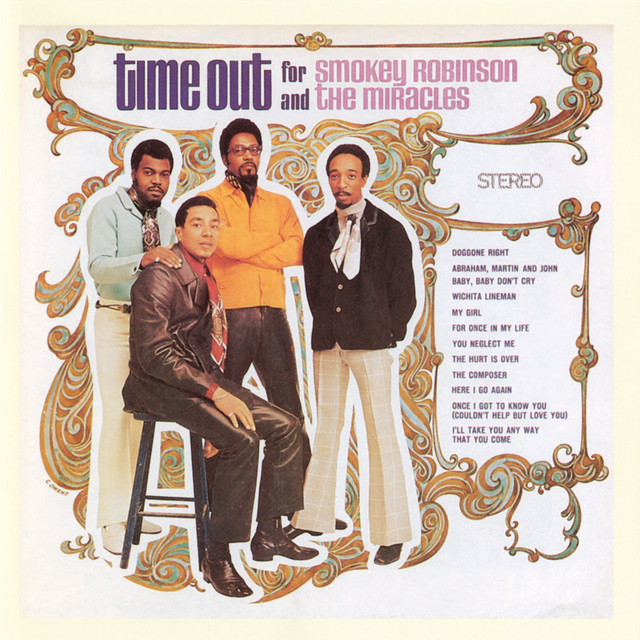 time out for smokey robinson
and the miracles
STEREO
DOGGONE RIGHT
ABRAHAM, MARTIN AND JOHN
BABY, BABY DON'T CRY
WICHITA LINEMAN
MY GIRL
FOR ONCE IN MY LIFE
YOU NEGLECT ME
THE HURT IS OVER
THE COMPOSER
HERE I GO AGAIN
ONCE I GOT TO KNOW YOU
(COULDN'T HELP BUT LOVE YOU)
I'LL TAKE YOU ANY WAY
THAT YOU COME